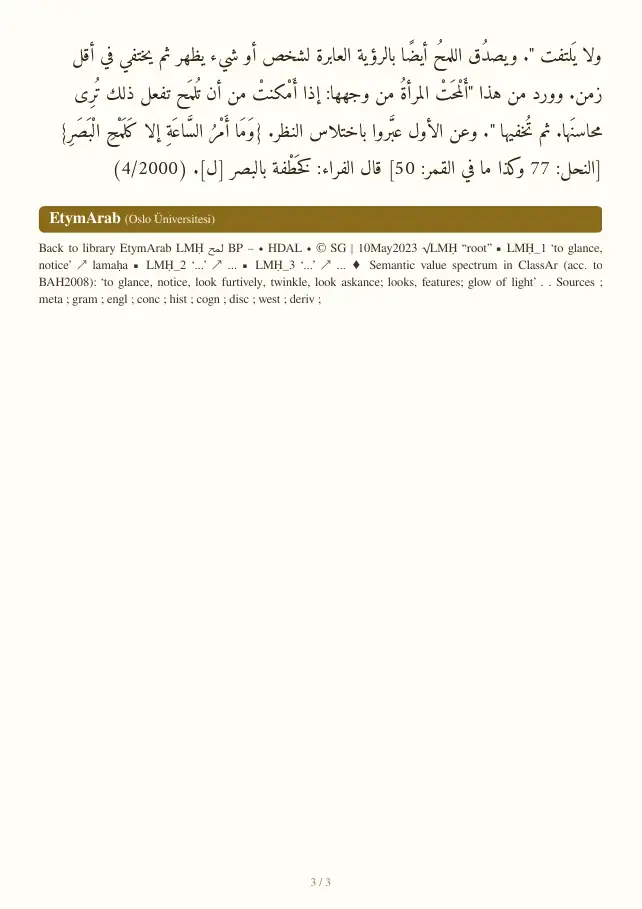 ولا يَلتفت ". ويصدُق اللمحُ أيضًا بالرؤية العابرة لشخص أو شيء يظهر ثم يختفي في أقل
زمن. وورد من هذا "أَلْمَحَتْ المرأةُ من وجهها: إذا أَمْكنتْ من أن تُلمَح تفعل ذلك تُرِى
محاسنَها. ثم تُخفيها ". وعن الأول عبَّروا باختلاس النظر. {وَمَا أَمْرُ السَّاعَةِ إلا كَلَمْحِ الْبَصَرِ}
[النحل: 77 وكذا ما في القمر: 50] قال الفراء: كخَطْفة بالبصر [ل]. (4/2000)
EtymArab (Oslo Üniversitesi)
Back to library EtymArab LMḤ لمح BP – • HDAL • © SG | 10May2023 √LMḤ “root” ▪ LMḤ_1 ‘to glance,
notice’ ↗ lamaḥa ▪ LMḤ_2 ‘...’ ↗ ... ▪ LMḤ_3 ‘...’ ↗ ... ♦ Semantic value spectrum in ClassAr (acc. to
BAH2008): ‘to glance, notice, look furtively, twinkle, look askance; looks, features; glow of light’ . . Sources ;
meta ; gram ; engl ; conc ; hist ; cogn ; disc ; west ; deriv ;
3 / 3